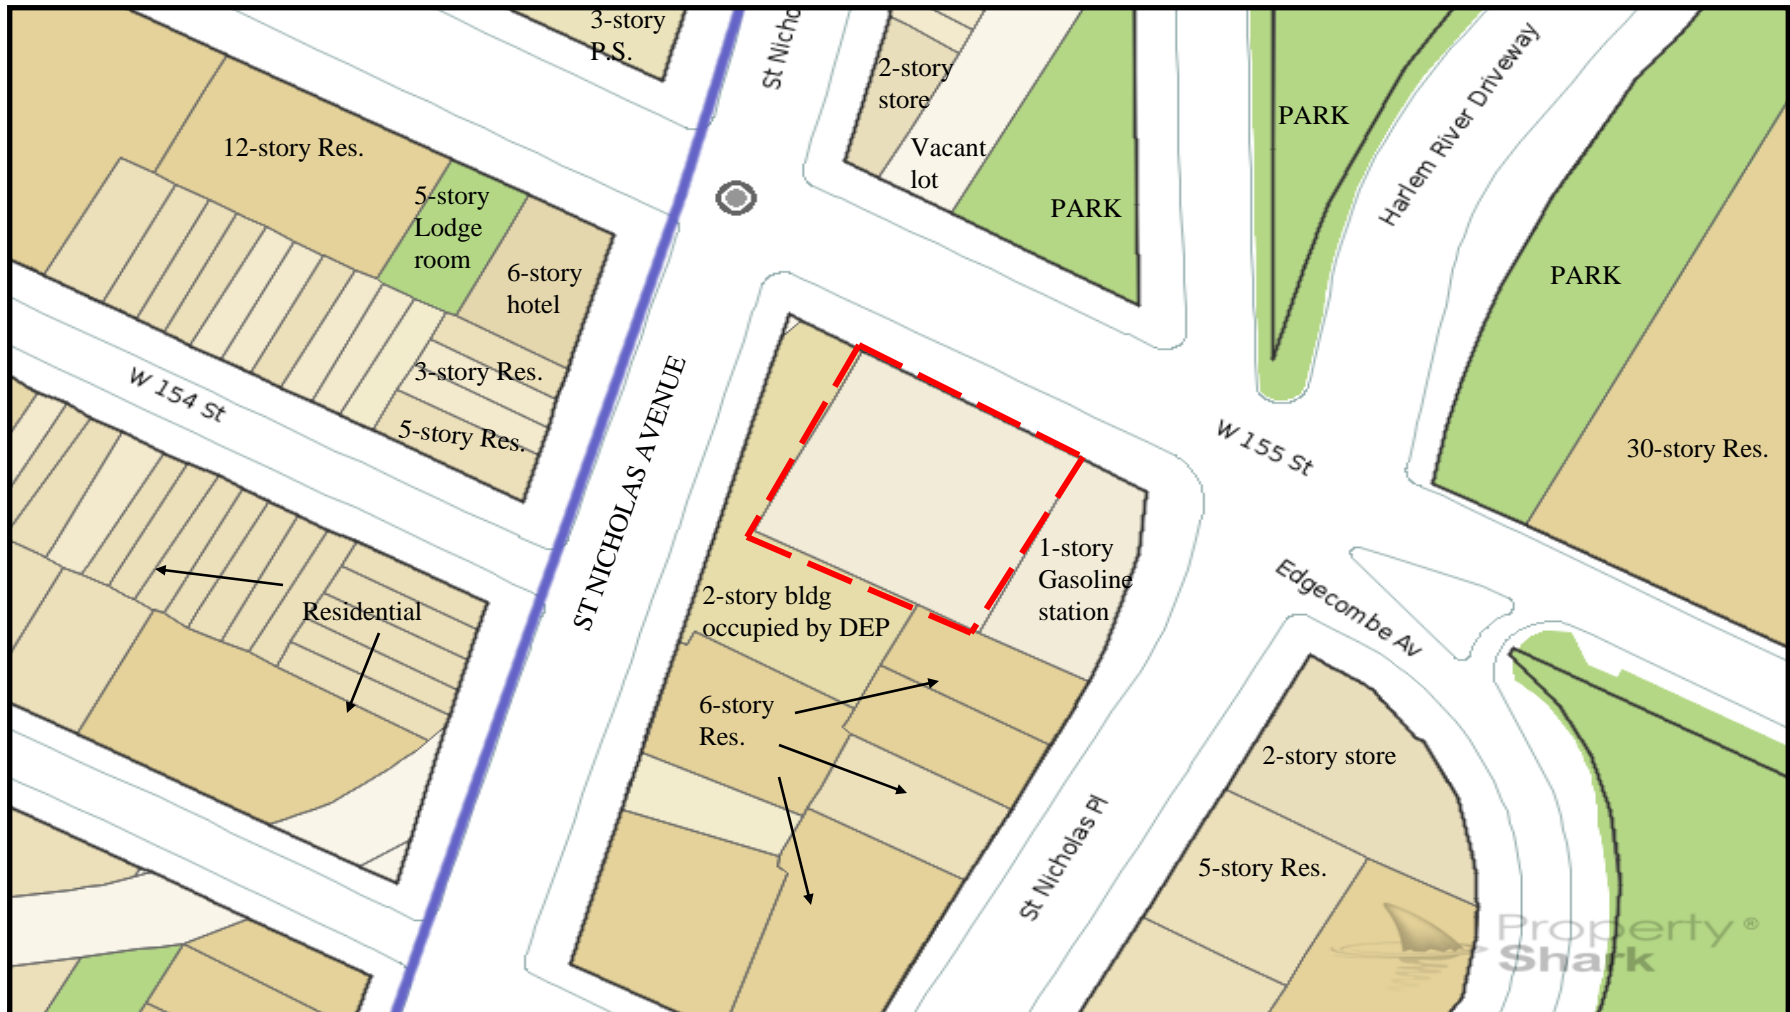 3-story
P.S.
St Nicho
2-story
store
Vacant
lot
PARK
PARK
Harlem River Driveway
PARK
12-story Res.
5-story
Lodge
room
6-story
hotel
3-story Res.
5-story Res.
W 154 St
ST NICHOLAS AVENUE
W 155 St
30-story Res.
1-story
Gasoline
station
Edgecombe Av
2-story bldg
occupied by DEP
Residential
6-story
Res.
2-story store
St Nicholas Pl
5-story Res.
Property ®
Shark